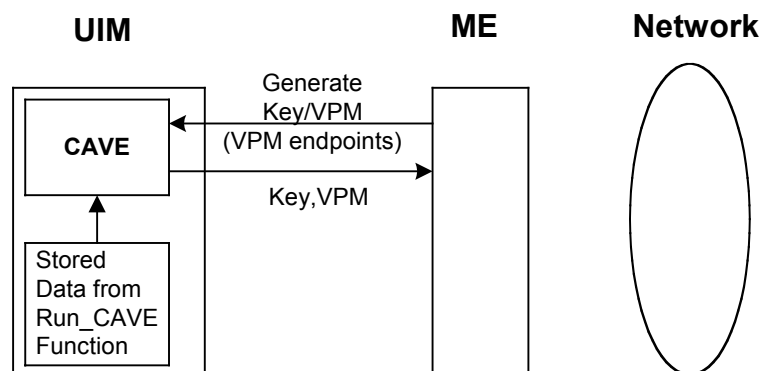 UIM
ME
Network
Generate
Key/VPM
(VPM endpoints)
CAVE
Key,VPM
Stored
Data from
Run_CAVE
Function